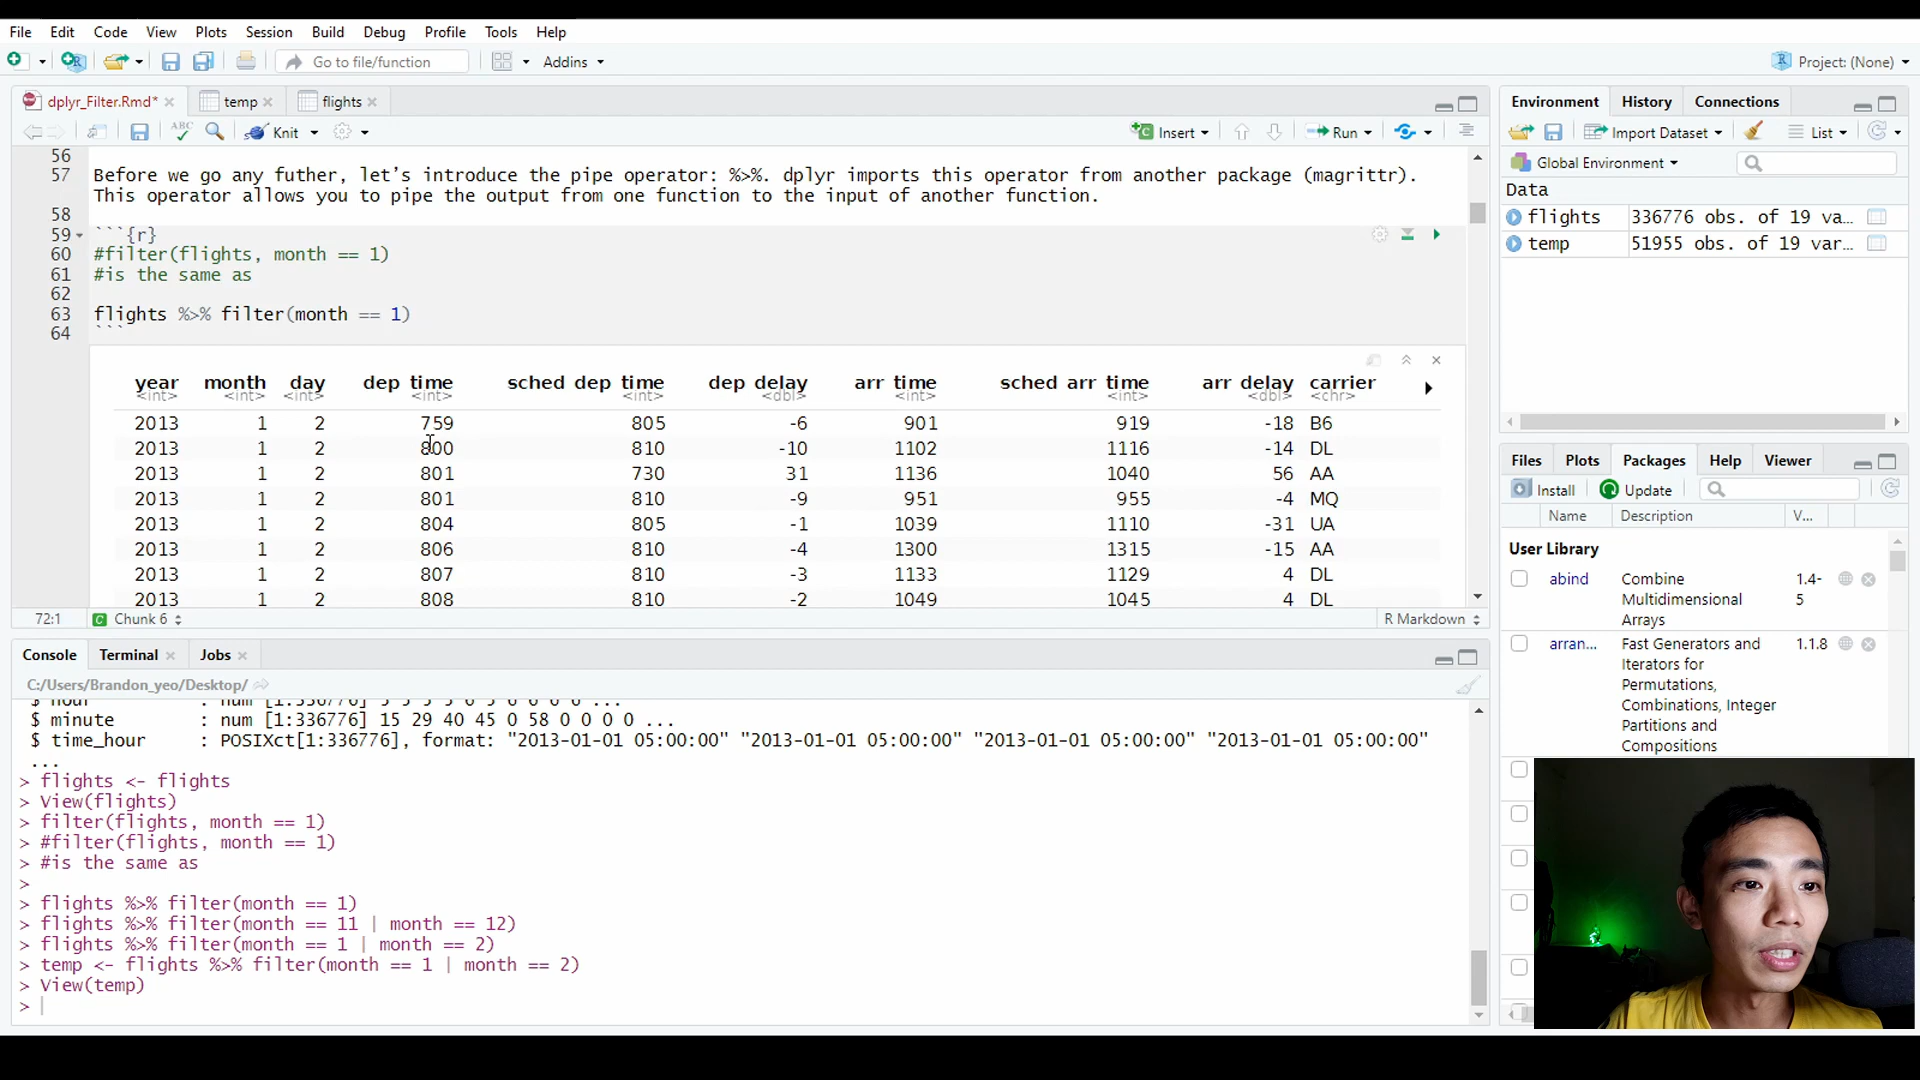 File Edit Code View Plots Session Build Debug Profile Tools Help
Go to file/function Addins Project: (None)
dplyr_Filter.Rmd* temp flights
ABC Knit Insert Run
56
57 Before we go any futher, let's introduce the pipe operator: %>%. dplyr imports this operator from another package (magrittr).
This operator allows you to pipe the output from one function to the input of another function.
58
59 ```{r}
60 #filter(flights, month == 1)
61 #is the same as
62
63 flights %>% filter(month == 1)
64 ```
year month day dep time sched dep time dep delay arr time sched arr time arr delay carrier
<int> <int> <int> <int> <int> <dbl> <int> <int> <dbl> <chr>
2013 1 2 759 805 -6 901 919 -18 B6
2013 1 2 800 810 -10 1102 1116 -14 DL
2013 1 2 801 730 31 1136 1040 56 AA
2013 1 2 801 810 -9 951 955 -4 MQ
2013 1 2 804 805 -1 1039 1110 -31 UA
2013 1 2 806 810 -4 1300 1315 -15 AA
2013 1 2 807 810 -3 1133 1129 4 DL
2013 1 2 808 810 -2 1049 1045 4 DL
72:1 C Chunk 6 R Markdown
Console Terminal Jobs
C:/Users/Brandon_yeo/Desktop/
$ minute : num [1:336776] 15 29 40 45 0 58 0 0 0 0 ...
$ time_hour : POSIXct[1:336776], format: "2013-01-01 05:00:00" "2013-01-01 05:00:00" "2013-01-01 05:00:00" "2013-01-01 05:00:00"
...
> flights <- flights
> View(flights)
> filter(flights, month == 1)
> #filter(flights, month == 1)
> #is the same as
>
> flights %>% filter(month == 1)
> flights %>% filter(month == 11 | month == 12)
> flights %>% filter(month == 1 | month == 2)
> temp <- flights %>% filter(month == 1 | month == 2)
> View(temp)
>
Environment History Connections
Import Dataset List
Global Environment
Data
flights 336776 obs. of 19 va...
temp 51955 obs. of 19 var...
Files Plots Packages Help Viewer
Install Update
Name Description V...
User Library
abind Combine 1.4-
Multidimensional 5
Arrays
arran... Fast Generators and 1.1.8
Iterators for
Permutations,
Combinations, Integer
Partitions and
Compositions